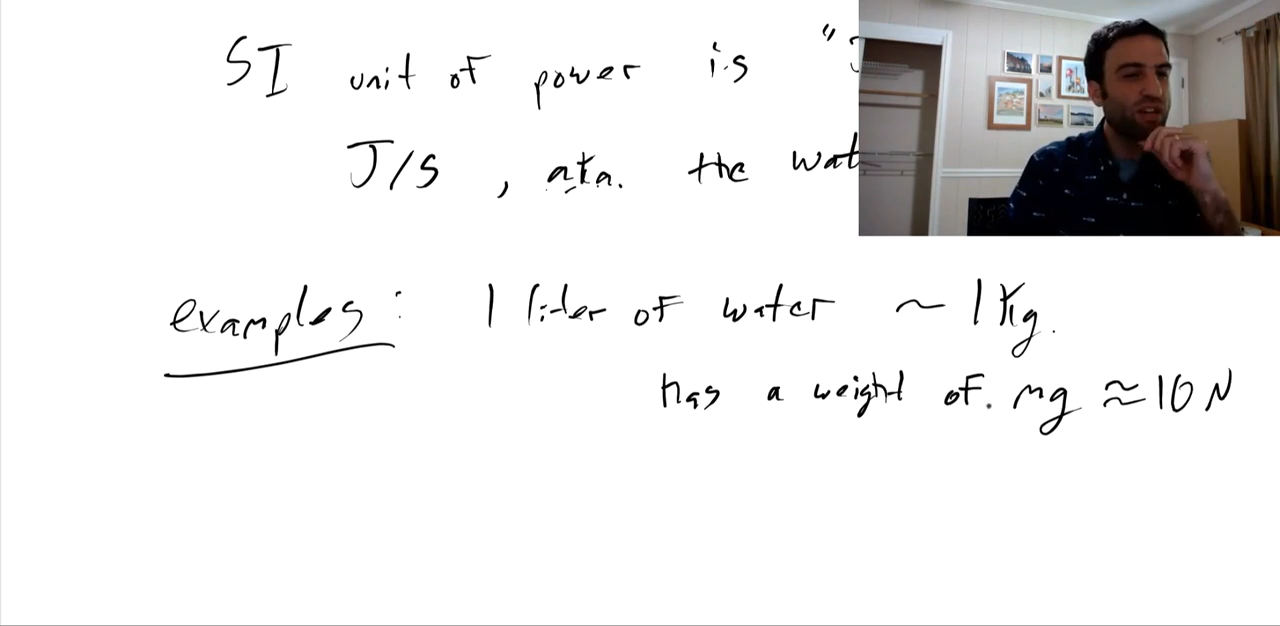 SI unit of power is "J
J/s, aka. the wat
examples: 1 liter of water ~ 1 Kg.
has a weight of. mg ≈ 10 N